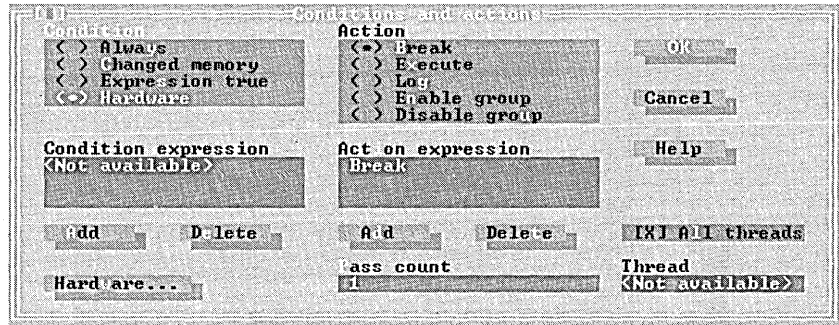 [ ] Conditions and actions
Condition
( ) Always
( ) Changed memory
( ) Expression true
(•) Hardware
Action
(•) Break
( ) Execute
( ) Log
( ) Enable group
( ) Disable group
OK
Cancel
Help
Condition expression
<Not available>
Act on expression
Break
Add Delete
Add Delete
[X] All threads
Hardware...
Pass count
1
Thread
<Not available>